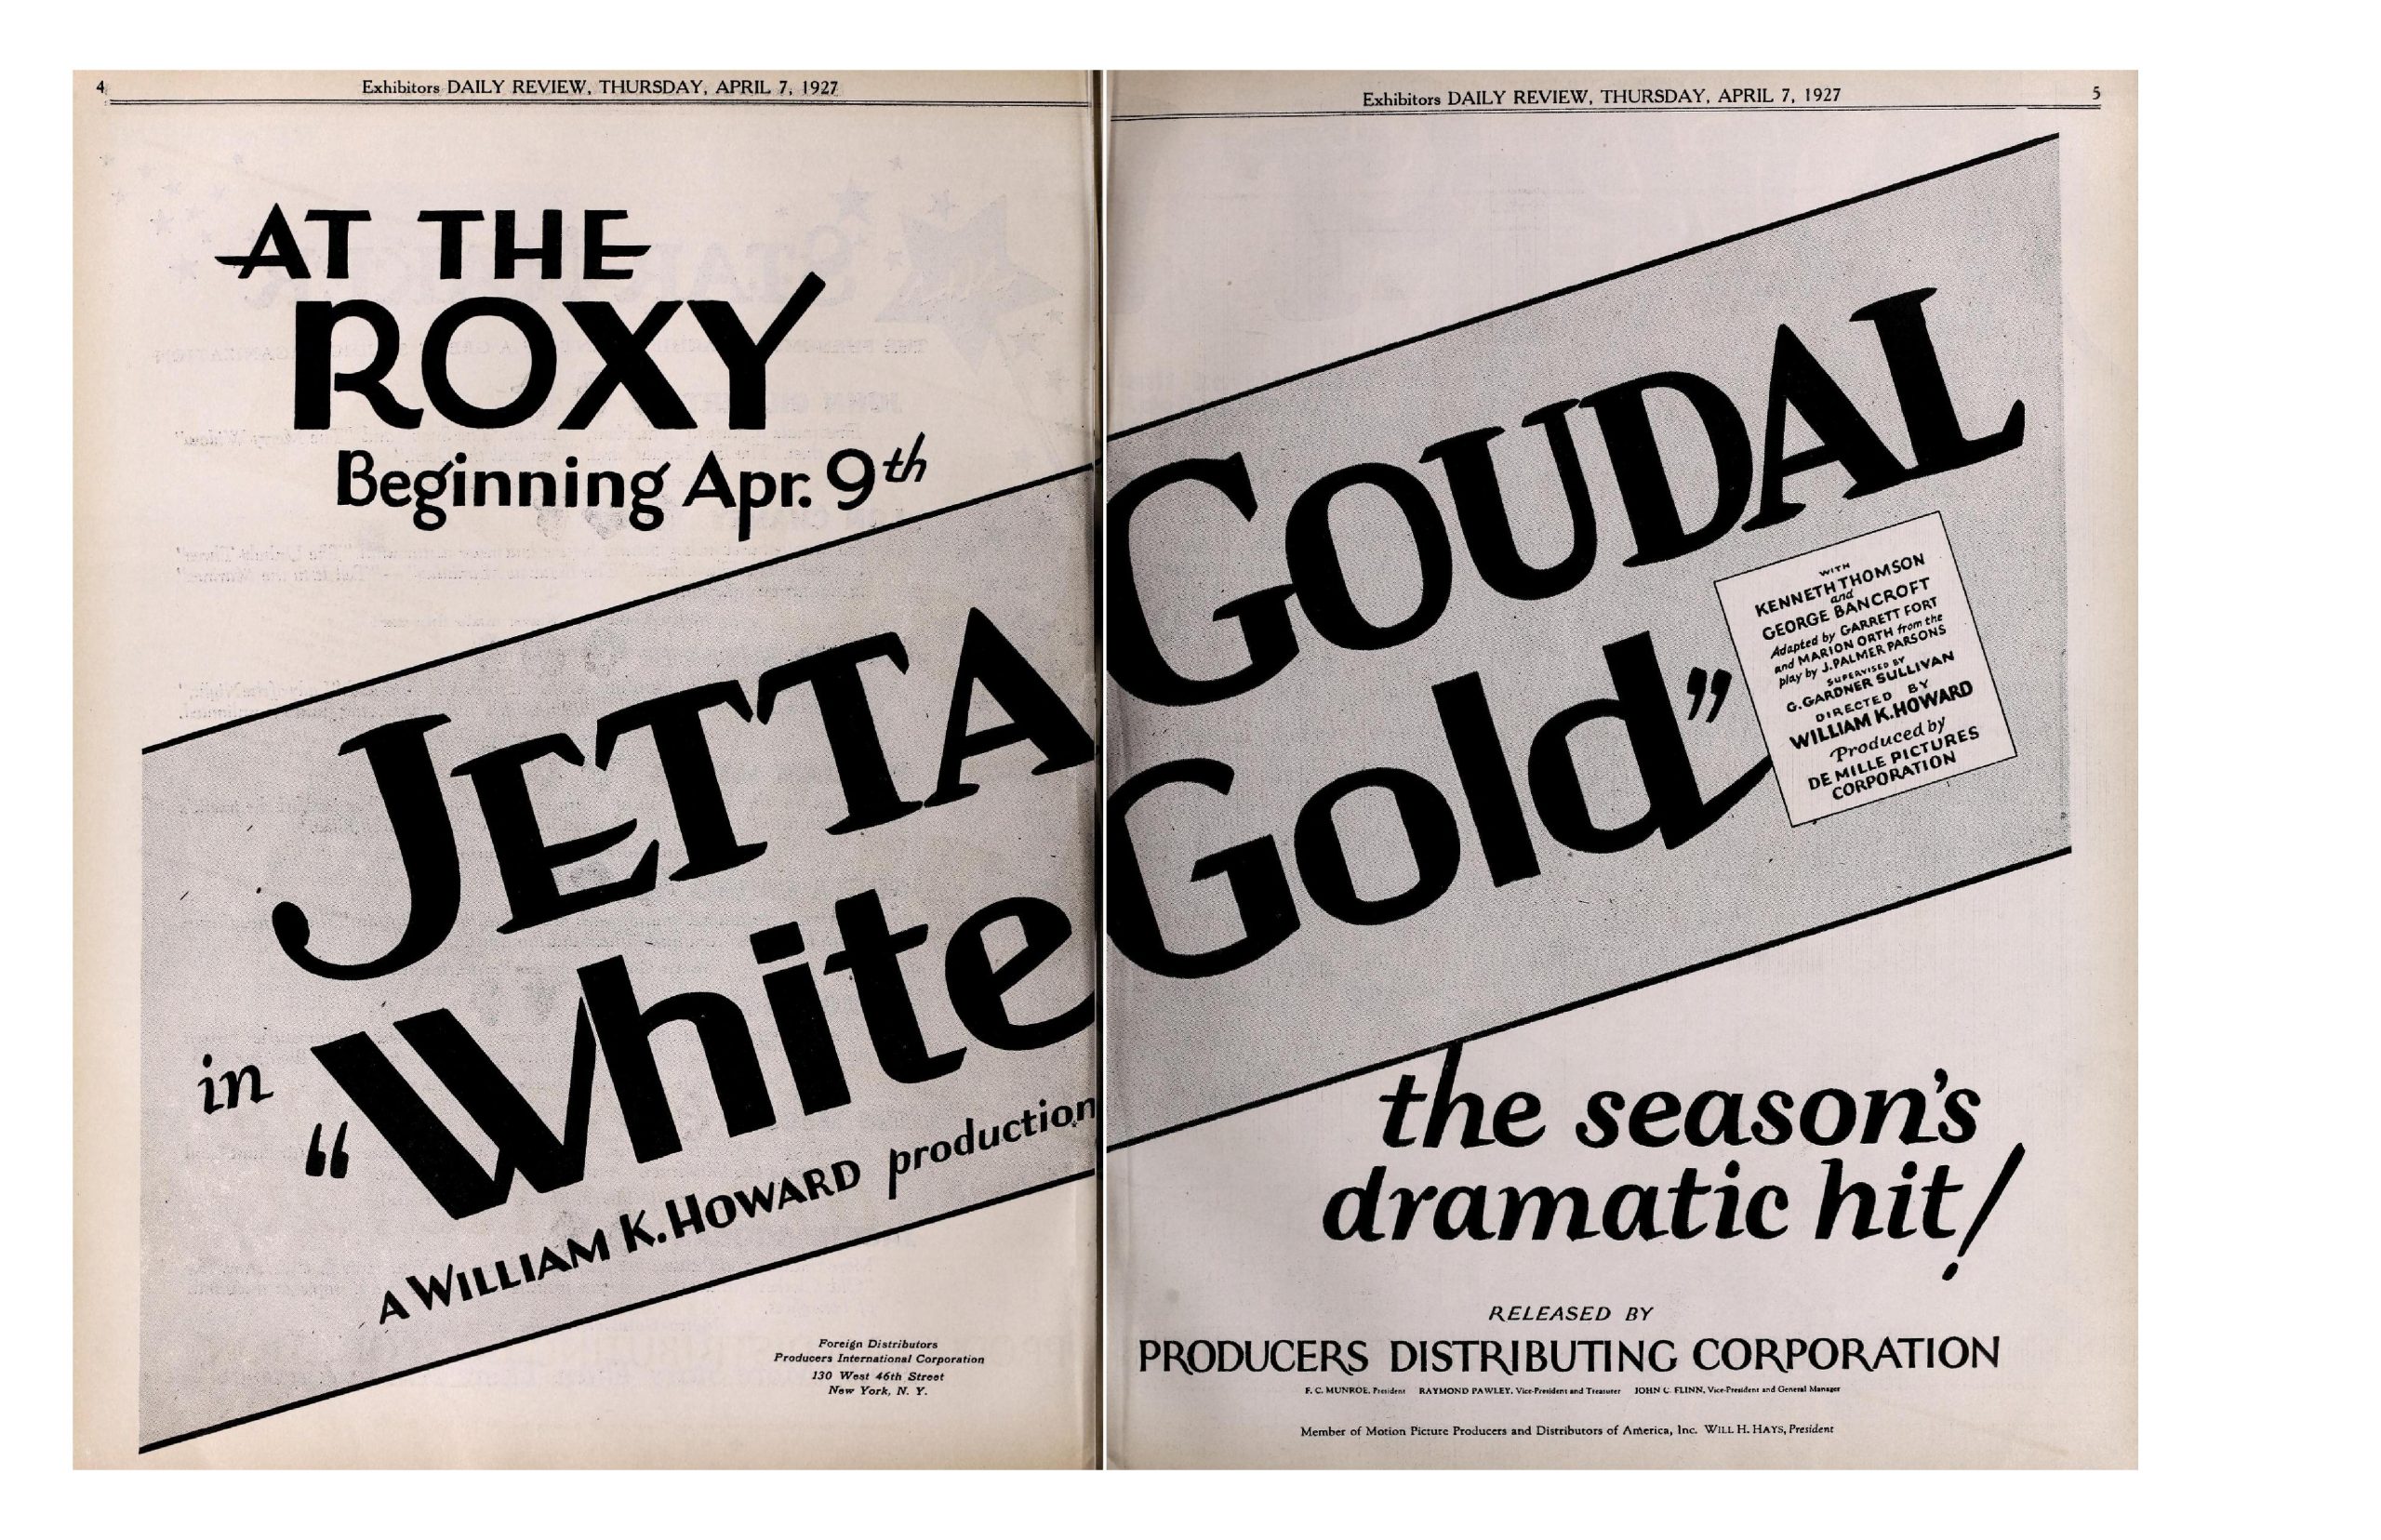 4
Exhibitors DAILY REVIEW, THURSDAY, APRIL 7, 1927
AT THE
ROXY
Beginning Apr. 9th
JETTA GOUDAL
in "White Gold"
A WILLIAM K. HOWARD production
Foreign Distributors
Producers International Corporation
130 West 46th Street
New York, N. Y.
Exhibitors DAILY REVIEW, THURSDAY, APRIL 7, 1927
5
WITH
KENNETH THOMSON
and
GEORGE BANCROFT
Adapted by GARRETT FORT
and MARION ORTH from the
play by J. PALMER PARSONS
SUPERVISED BY
G. GARDNER SULLIVAN
DIRECTED BY
WILLIAM K. HOWARD
Produced by
DE MILLE PICTURES
CORPORATION
the season's
dramatic hit!
RELEASED BY
PRODUCERS DISTRIBUTING CORPORATION
F. C. MUNROE, President RAYMOND PAWLEY, Vice-President and Treasurer JOHN C. FLINN, Vice-President and General Manager
Member of Motion Picture Producers and Distributors of America, Inc. WILL H. HAYS, President